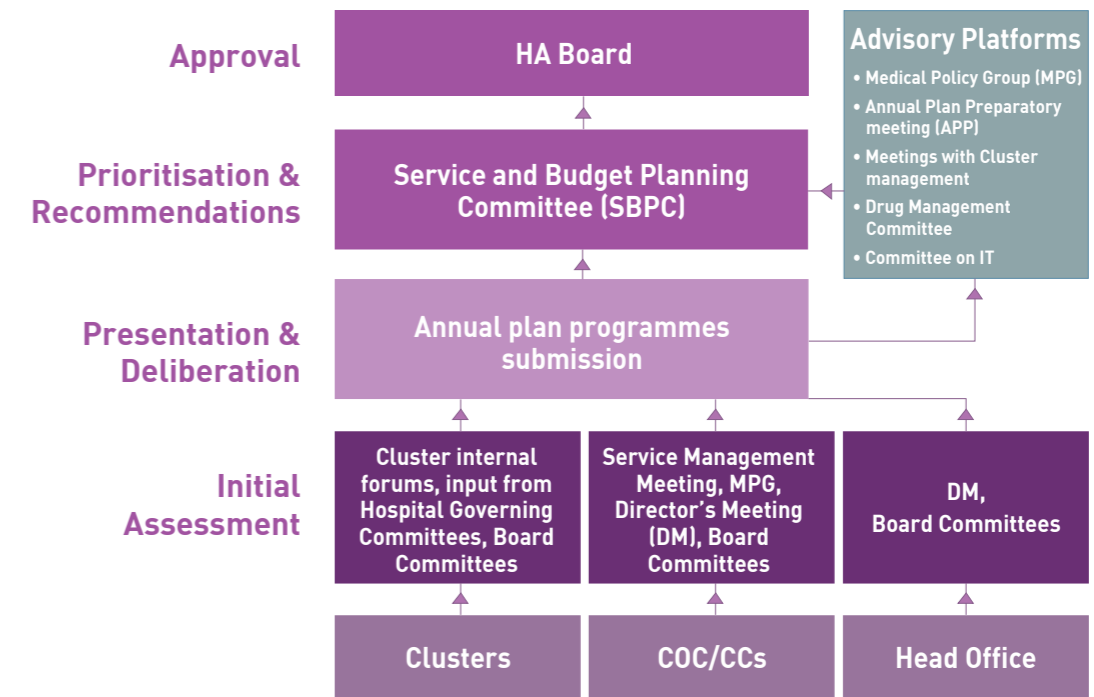 Approval
HA Board
Advisory Platforms
• Medical Policy Group (MPG)
• Annual Plan Preparatory
meeting (APP)
• Meetings with Cluster
management
• Drug Management
Committee
• Committee on IT
Prioritisation &
Recommendations
Service and Budget Planning
Committee (SBPC)
Presentation &
Deliberation
Annual plan programmes
submission
Initial
Assessment
Cluster internal
forums, input from
Hospital Governing
Committees, Board
Committees
Service Management
Meeting, MPG,
Director’s Meeting
(DM), Board
Committees
DM,
Board Committees
Clusters
COC/CCs
Head Office